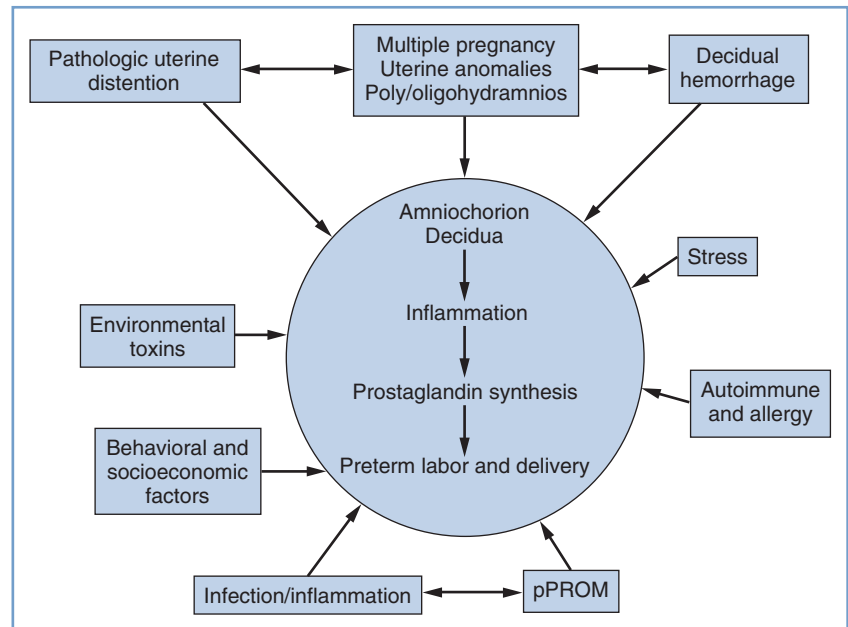 Pathologic uterine
distention
Multiple pregnancy
Uterine anomalies
Poly/oligohydramnios
Decidual
hemorrhage
Amniochorion
Decidua
Stress
Inflammation
Environmental
toxins
Prostaglandin synthesis
Autoimmune
and allergy
Behavioral and
socioeconomic
factors
Preterm labor and delivery
Infection/inflammation
pPROM